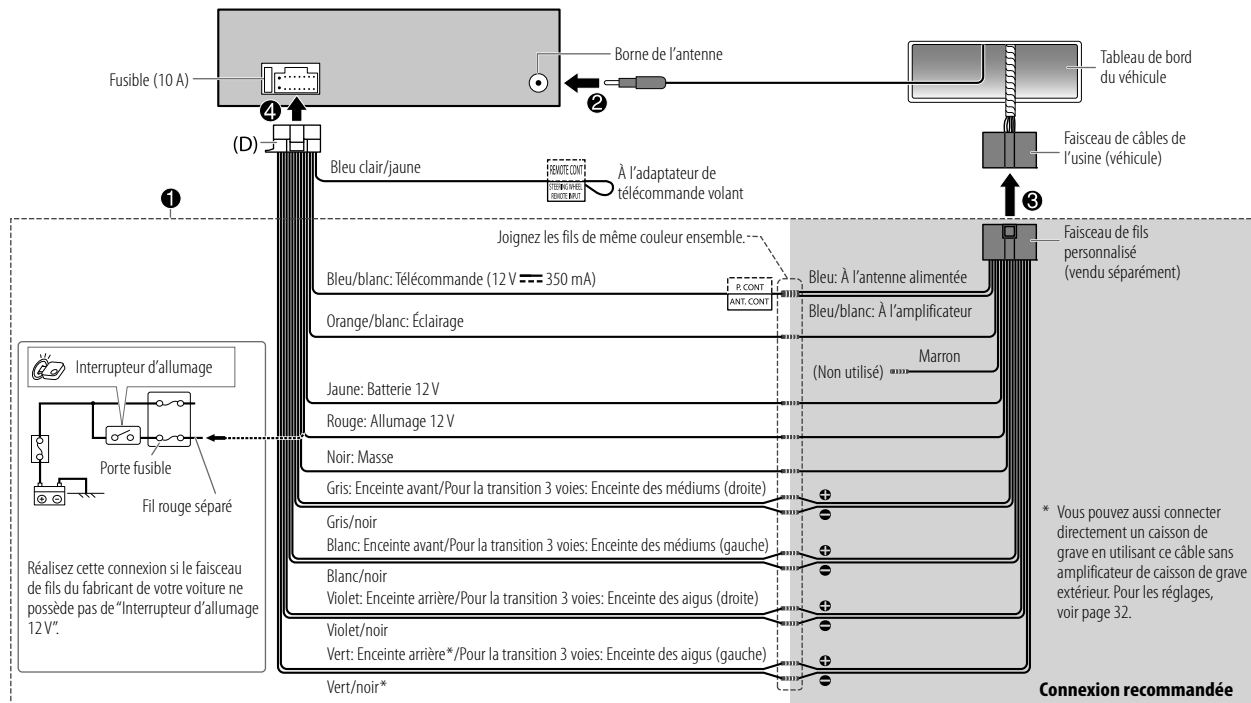 Fusible (10 A)
Borne de l'antenne
Tableau de bord
du véhicule
❷
❹
(D)
Faisceau de câbles de
l'usine (véhicule)
Bleu clair/jaune
REMOTE CONT
STEERING WHEEL
REMOTE INPUT
À l'adaptateur de
télécommande volant
❶
❸
Joignez les fils de même couleur ensemble.
Faisceau de fils
personnalisé
(vendu séparément)
Bleu/blanc: Télécommande (12 V ⎓ 350 mA)
P. CONT
ANT. CONT
Bleu: À l'antenne alimentée
Bleu/blanc: À l'amplificateur
Orange/blanc: Éclairage
Marron
(Non utilisé)
Interrupteur d'allumage
Jaune: Batterie 12 V
Rouge: Allumage 12 V
Porte fusible
Noir: Masse
Fil rouge séparé
Gris: Enceinte avant/Pour la transition 3 voies: Enceinte des médiums (droite)
Gris/noir
Blanc: Enceinte avant/Pour la transition 3 voies: Enceinte des médiums (gauche)
Blanc/noir
Violet: Enceinte arrière/Pour la transition 3 voies: Enceinte des aigus (droite)
Violet/noir
Vert: Enceinte arrière*/Pour la transition 3 voies: Enceinte des aigus (gauche)
Vert/noir*
Réalisez cette connexion si le faisceau
de fils du fabricant de votre voiture ne
possède pas de "Interrupteur d'allumage
12 V".
* Vous pouvez aussi connecter
directement un caisson de
grave en utilisant ce câble sans
amplificateur de caisson de grave
extérieur. Pour les réglages,
voir page 32.
Connexion recommandée